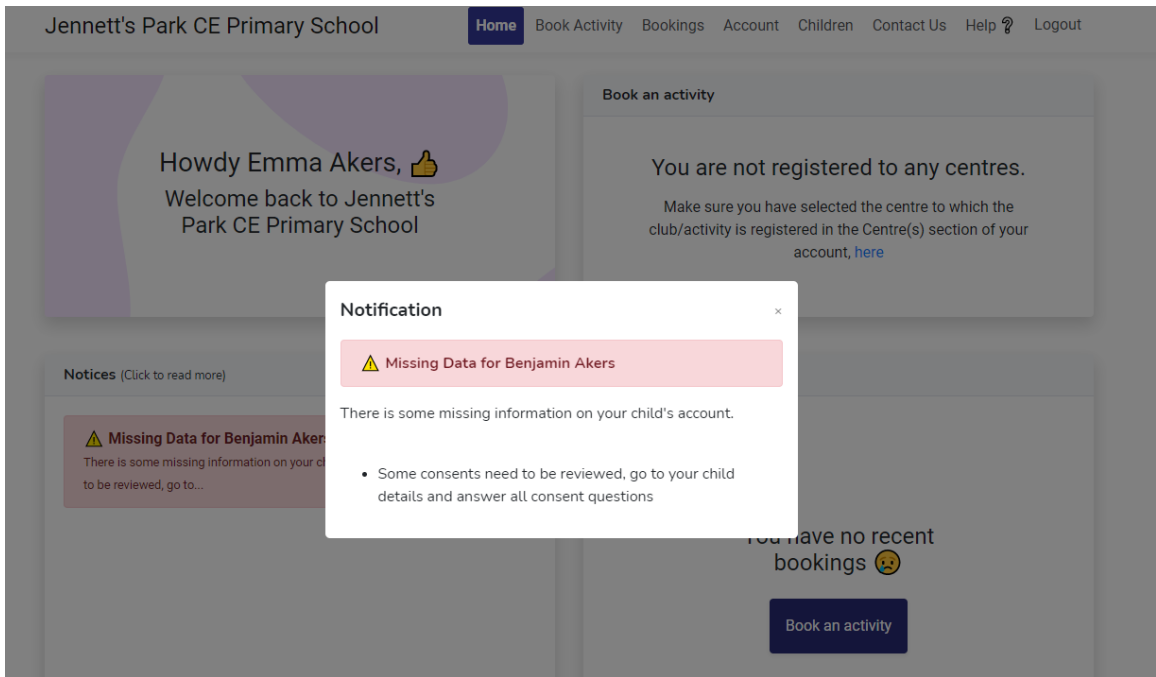 Jennett's Park CE Primary School
Home Book Activity Bookings Account Children Contact Us Help Logout
Howdy Emma Akers,
Welcome back to Jennett's
Park CE Primary School
Book an activity
You are not registered to any centres.
Make sure you have selected the centre to which the
club/activity is registered in the Centre(s) section of your
account, here
Notification
×
Missing Data for Benjamin Akers
There is some missing information on your child's account.
• Some consents need to be reviewed, go to your child
details and answer all consent questions
Notices (Click to read more)
Missing Data for Benjamin Aker
There is some missing information on your c
to be reviewed, go to...
You have no recent
bookings
Book an activity